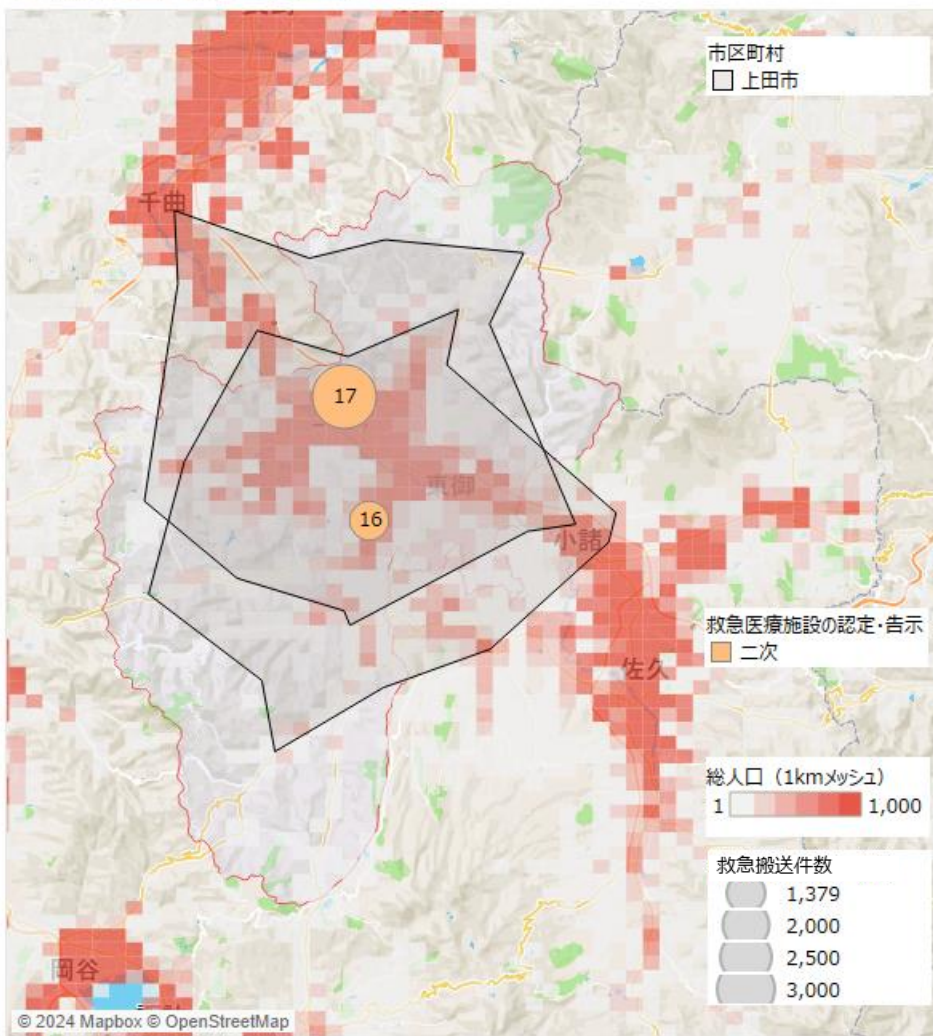 市区町村
上田市
千曲
17
東御
16
小諸
救急医療施設の認定・告示
二次
佐久
総人口（1kmメッシュ）
1 1,000
救急搬送件数
1,379
2,000
2,500
3,000
岡谷
© 2024 Mapbox © OpenStreetMap